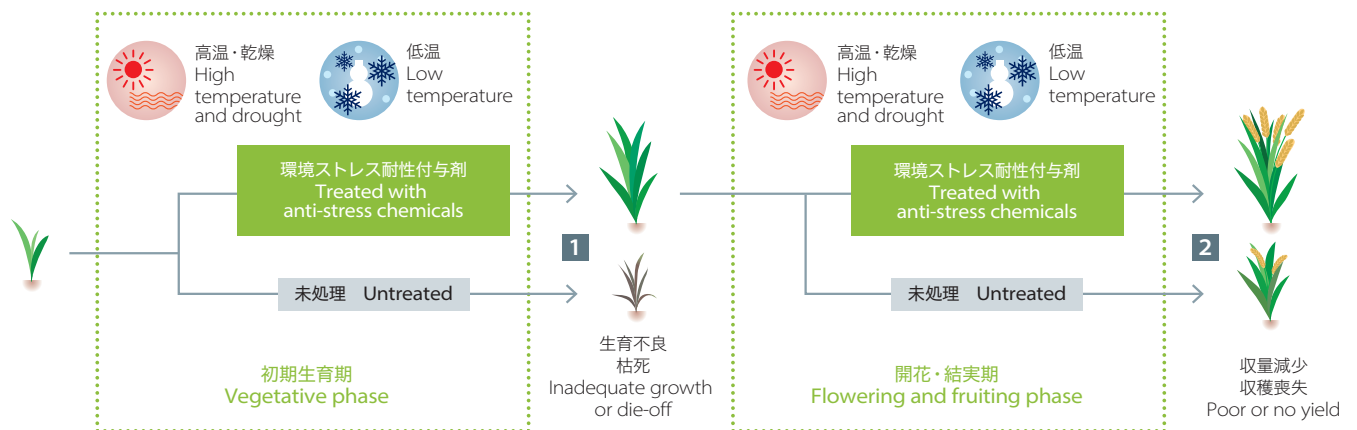 高温・乾燥
High
temperature
and drought
低温
Low
temperature
環境ストレス耐性付与剤
Treated with
anti-stress chemicals
未処理 Untreated
初期生育期
Vegetative phase
1
生育不良
枯死
Inadequate growth
or die-off
高温・乾燥
High
temperature
and drought
低温
Low
temperature
環境ストレス耐性付与剤
Treated with
anti-stress chemicals
未処理 Untreated
開花・結実期
Flowering and fruiting phase
2
収量減少
収穫喪失
Poor or no yield